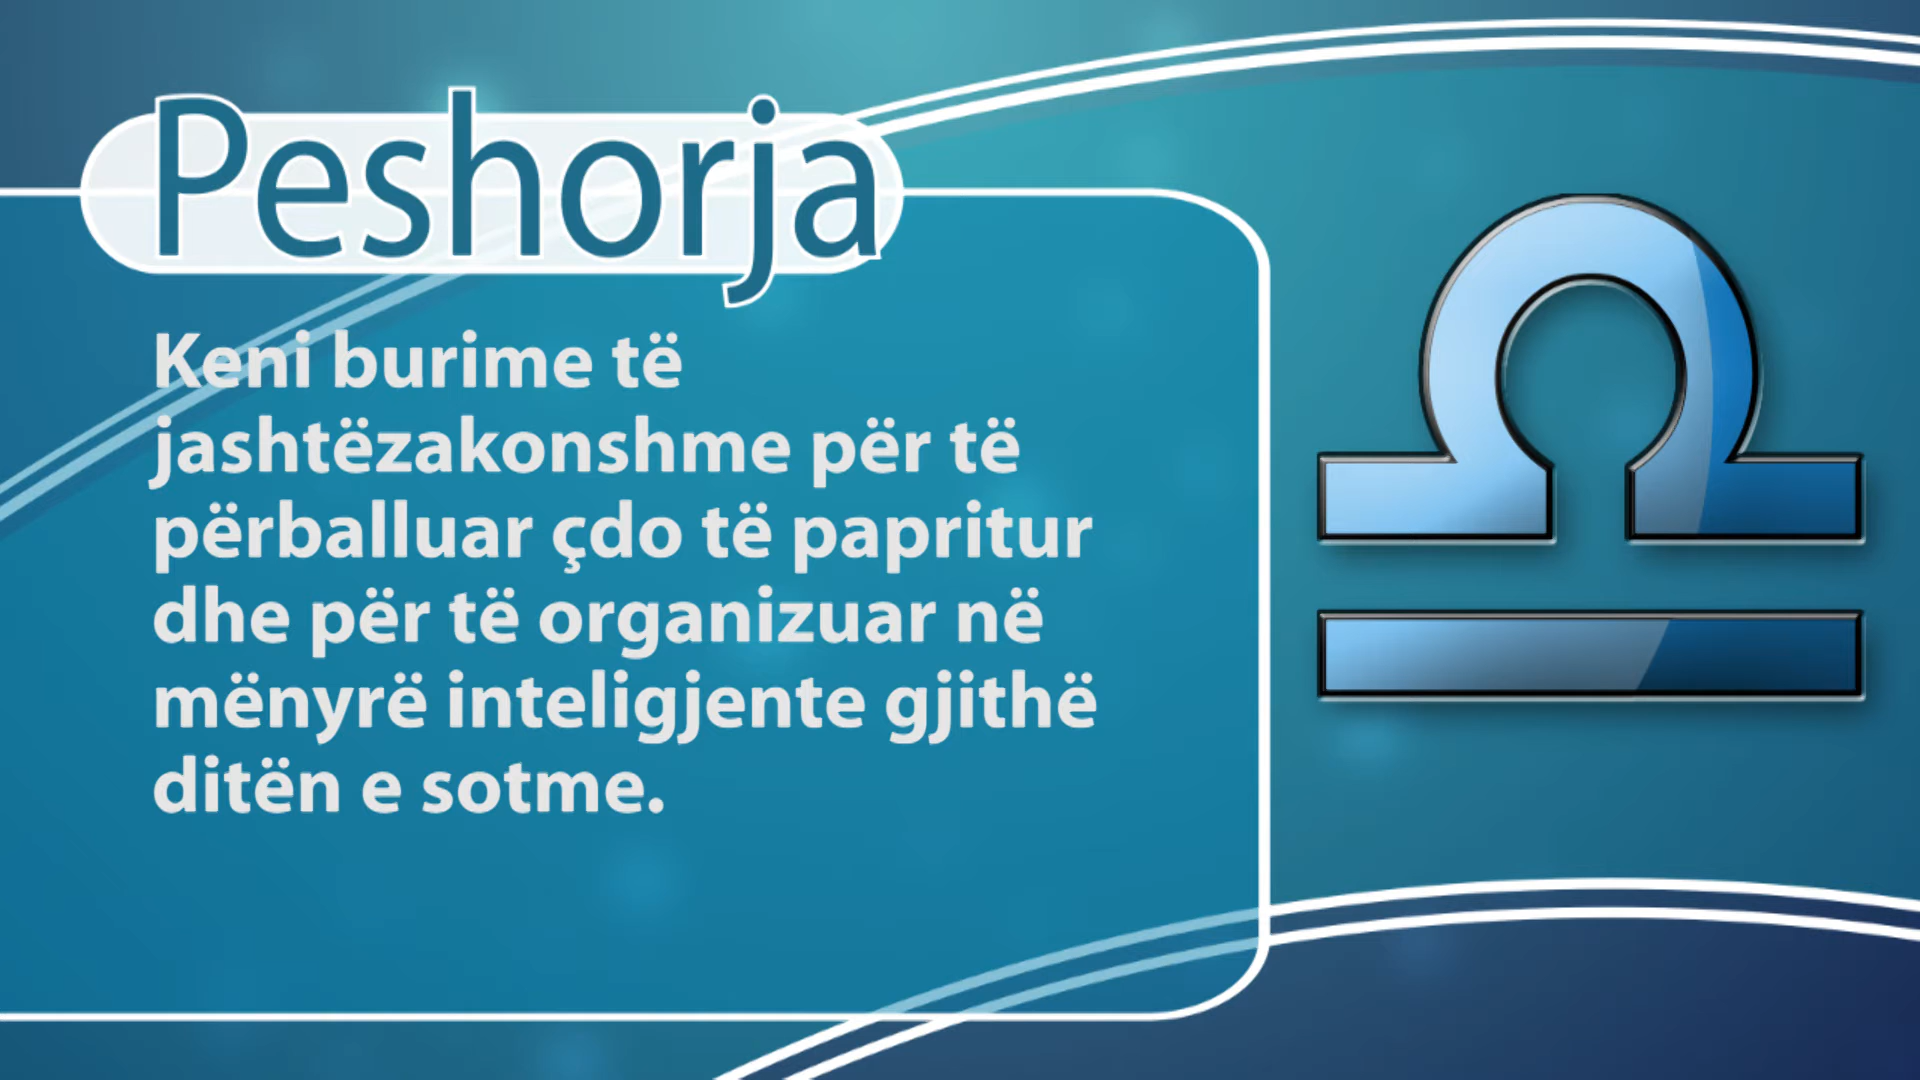 Peshorja
Keni burime të
jashtëzakonshme për të
përballuar çdo të papritur
dhe për të organizuar në
mënyrë inteligjente gjithë
ditën e sotme.